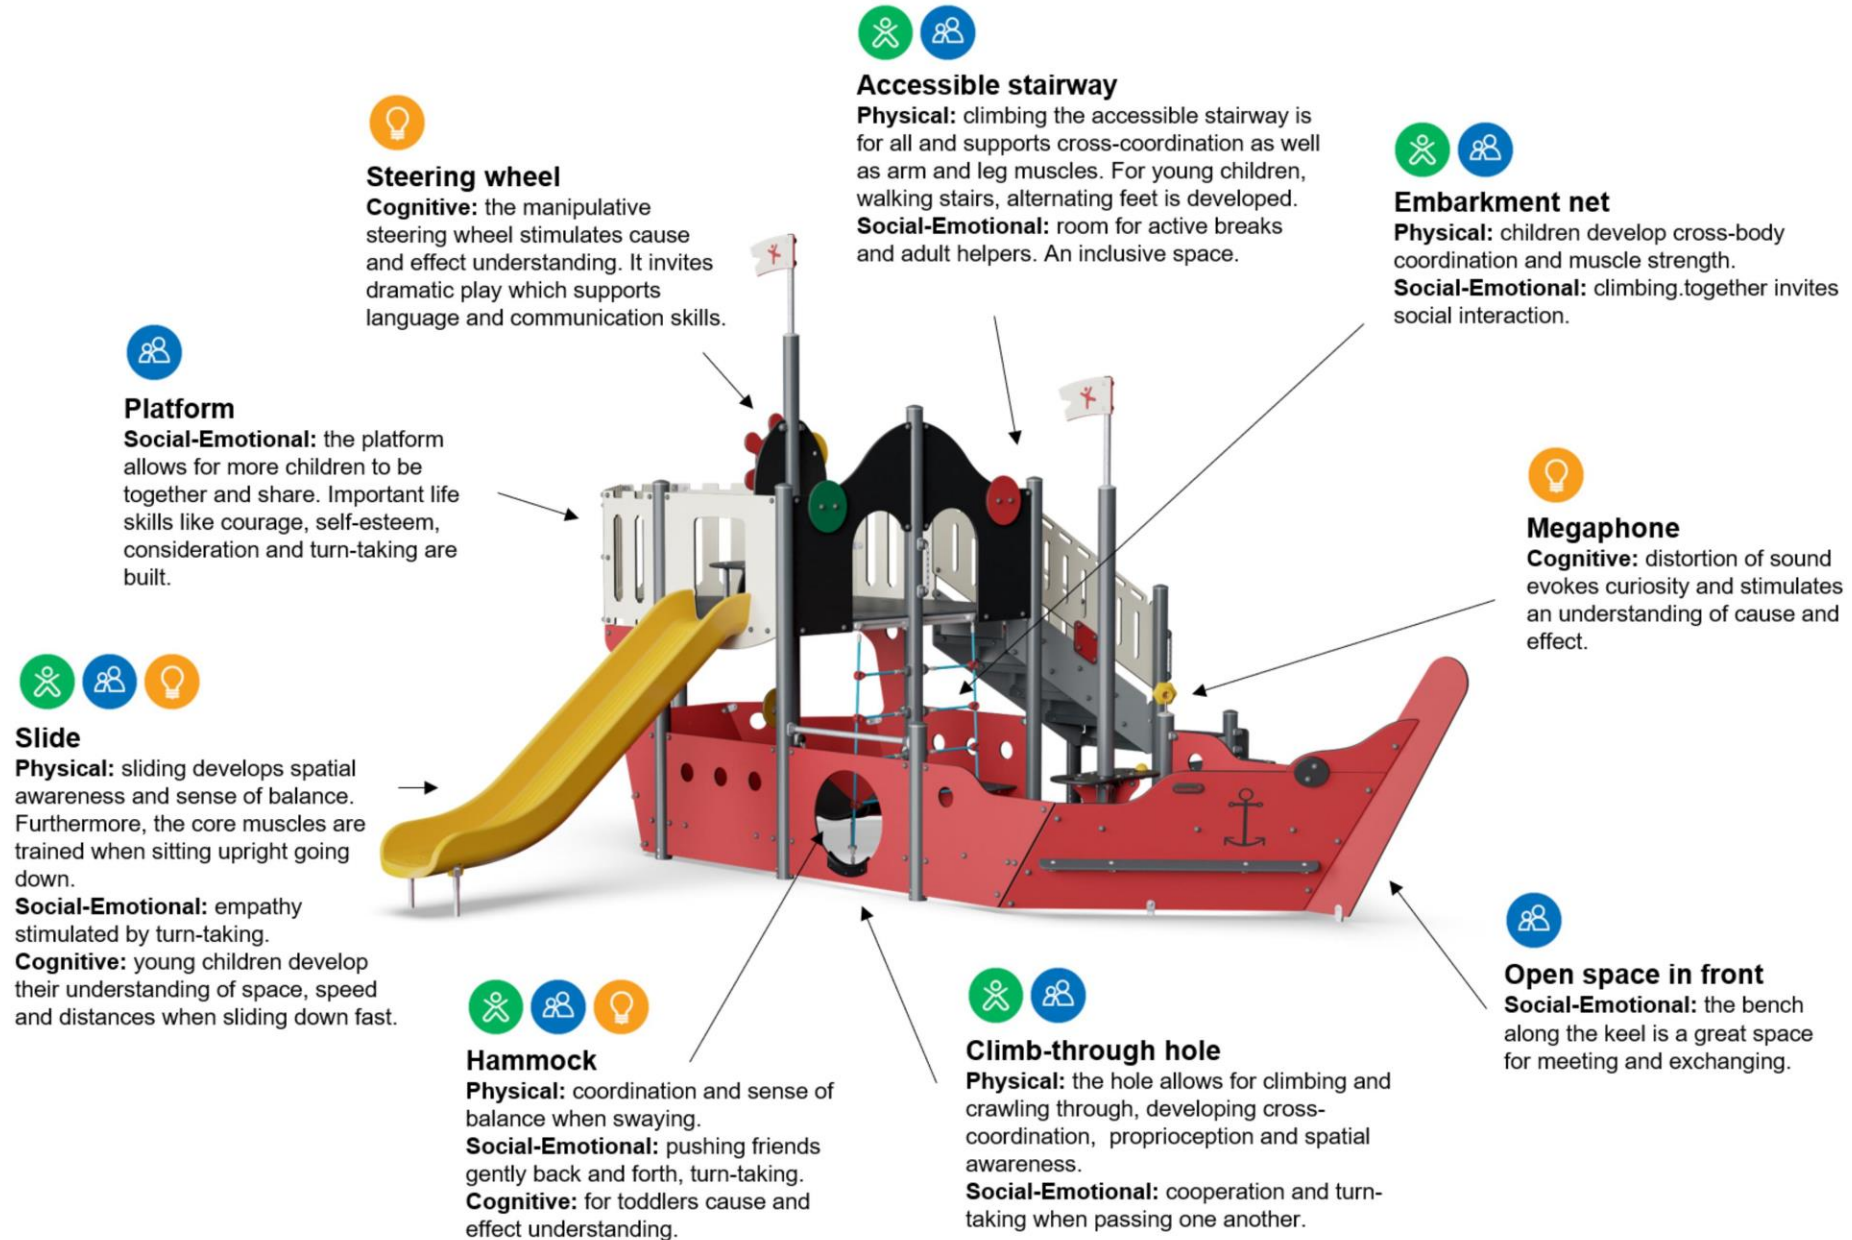 Accessible stairway
Physical: climbing the accessible stairway is
for all and supports cross-coordination as well
as arm and leg muscles. For young children,
walking stairs, alternating feet is developed.
Social-Emotional: room for active breaks
and adult helpers. An inclusive space.
Steering wheel
Cognitive: the manipulative
steering wheel stimulates cause
and effect understanding. It invites
dramatic play which supports
language and communication skills.
Embarkment net
Physical: children develop cross-body
coordination and muscle strength.
Social-Emotional: climbing.together invites
social interaction.
Platform
Social-Emotional: the platform
allows for more children to be
together and share. Important life
skills like courage, self-esteem,
consideration and turn-taking are
built.
Megaphone
Cognitive: distortion of sound
evokes curiosity and stimulates
an understanding of cause and
effect.
Slide
Physical: sliding develops spatial
awareness and sense of balance.
Furthermore, the core muscles are
trained when sitting upright going
down.
Social-Emotional: empathy
stimulated by turn-taking.
Cognitive: young children develop
their understanding of space, speed
and distances when sliding down fast.
Open space in front
Social-Emotional: the bench
along the keel is a great space
for meeting and exchanging.
Hammock
Physical: coordination and sense of
balance when swaying.
Social-Emotional: pushing friends
gently back and forth, turn-taking.
Cognitive: for toddlers cause and
effect understanding.
Climb-through hole
Physical: the hole allows for climbing and
crawling through, developing cross-
coordination,  proprioception and spatial
awareness.
Social-Emotional: cooperation and turn-
taking when passing one another.